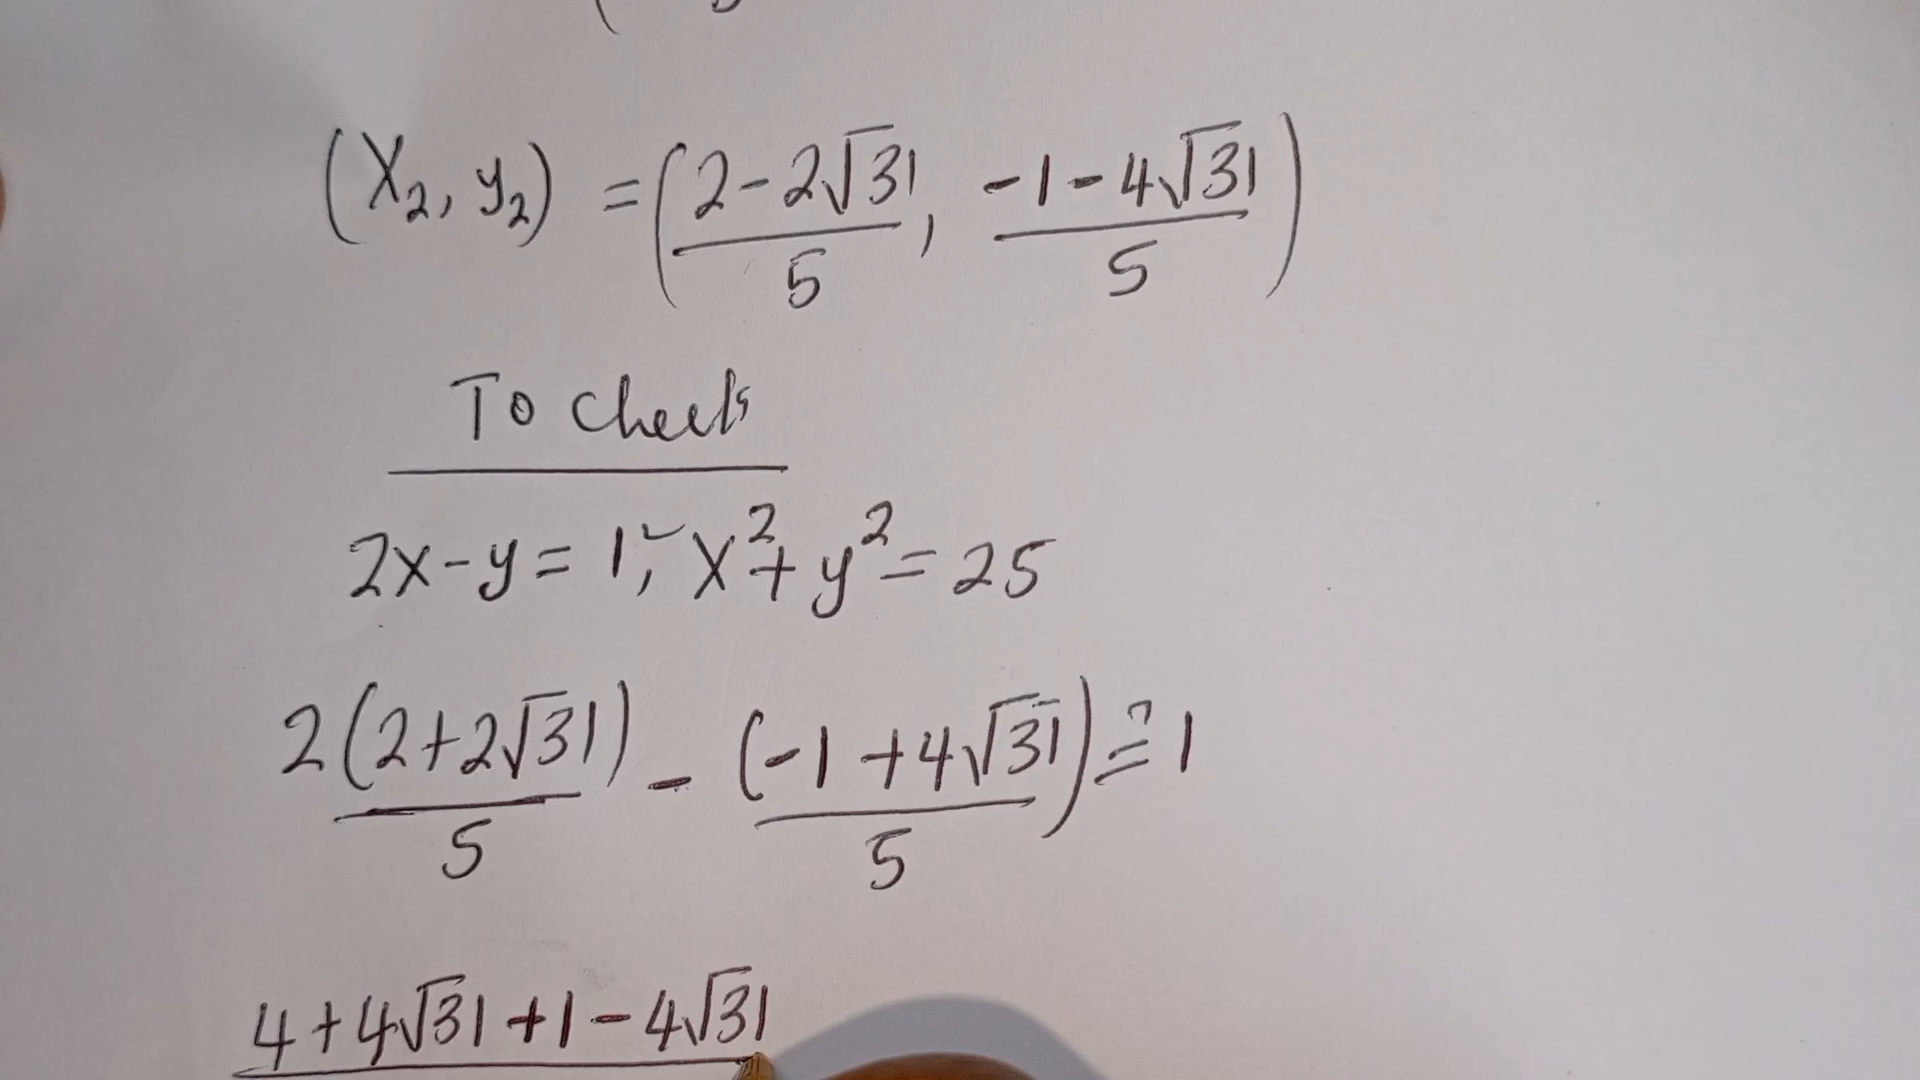 (X₂, y₂) = (2-2√31/5, -1-4√31/5)
To Check
2x-y = 1, x²+y² = 25
2(2+2√31)/5 - (-1+4√31)/5 ≟ 1
4+4√31+1-4√31